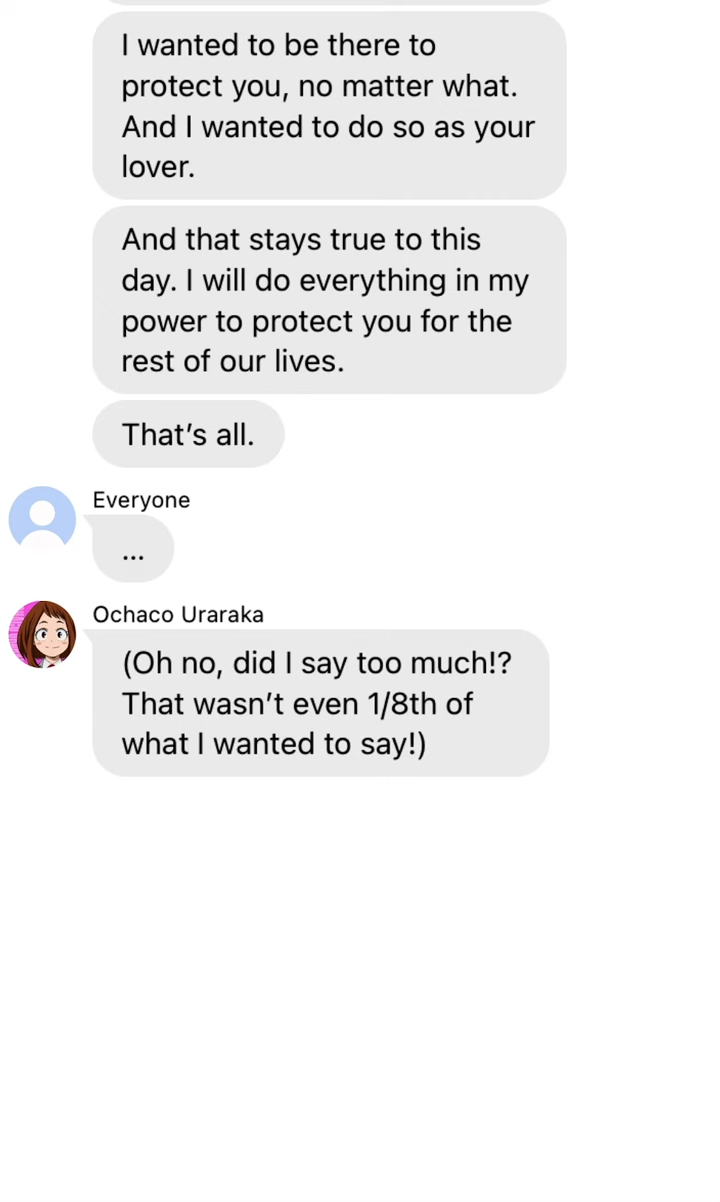 I wanted to be there to
protect you, no matter what.
And I wanted to do so as your
lover.
And that stays true to this
day. I will do everything in my
power to protect you for the
rest of our lives.
That’s all.
Everyone
...
Ochaco Uraraka
(Oh no, did I say too much!?
That wasn’t even 1/8th of
what I wanted to say!)